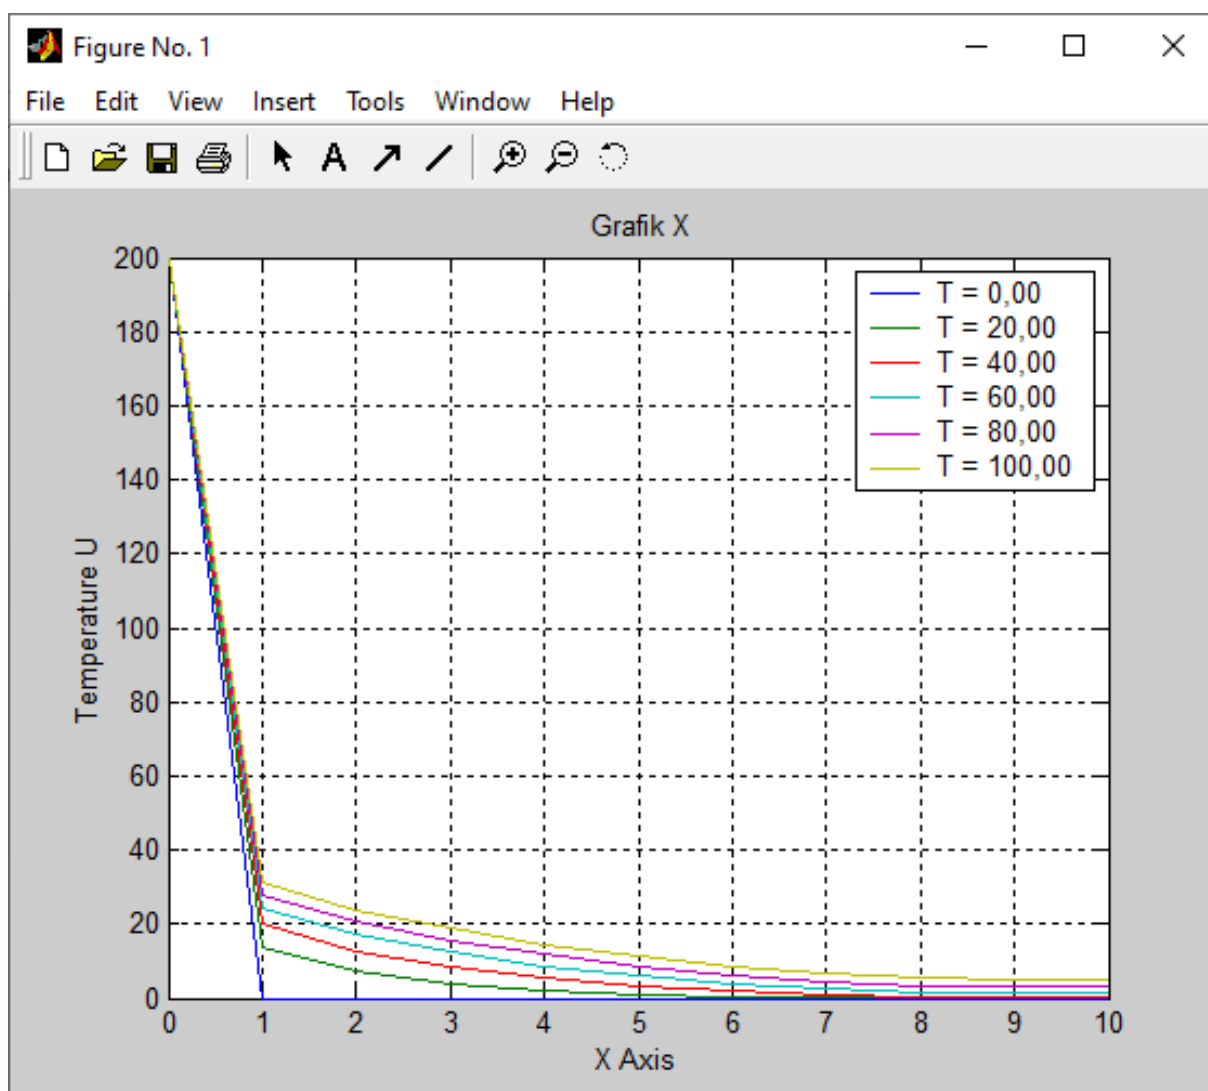 Figure No. 1
File Edit View Insert Tools Window Help
A
Grafik X
200
180
160
140
120
100
80
60
40
20
0
Temperature U
T = 0,00
T = 20,00
T = 40,00
T = 60,00
T = 80,00
T = 100,00
0 1 2 3 4 5 6 7 8 9 10
X Axis